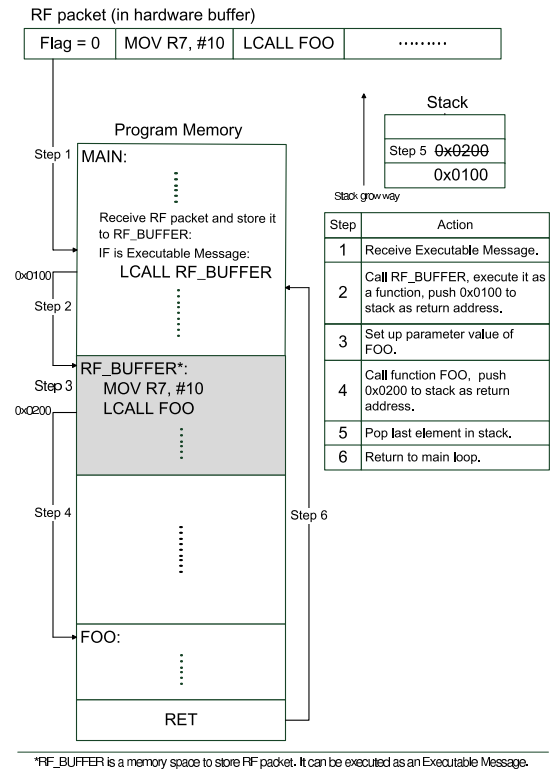 RF packet (in hardware buffer)
Flag = 0 MOV R7, #10 LCALL FOO ………
Stack
Step 5 0x0200
0x0100
Stack grow way
Program Memory
Step 1
MAIN:
Receive RF packet and store it
to RF_BUFFER:
IF is Executable Message:
LCALL RF_BUFFER
0x0100
Step 2
RF_BUFFER*:
Step 3
MOV R7, #10
0x0200
LCALL FOO
Step 4
Step 6
FOO:
RET
Step Action
1 Receive Executable Message.
2 Call RF_BUFFER, execute it as
a function, push 0x0100 to
stack as return address.
3 Set up parameter value of
FOO.
4 Call function FOO, push
0x0200 to stack as return
address.
5 Pop last element in stack.
6 Return to main loop.
*RF_BUFFER is a memory space to store RF packet. It can be executed as an Executable Message.